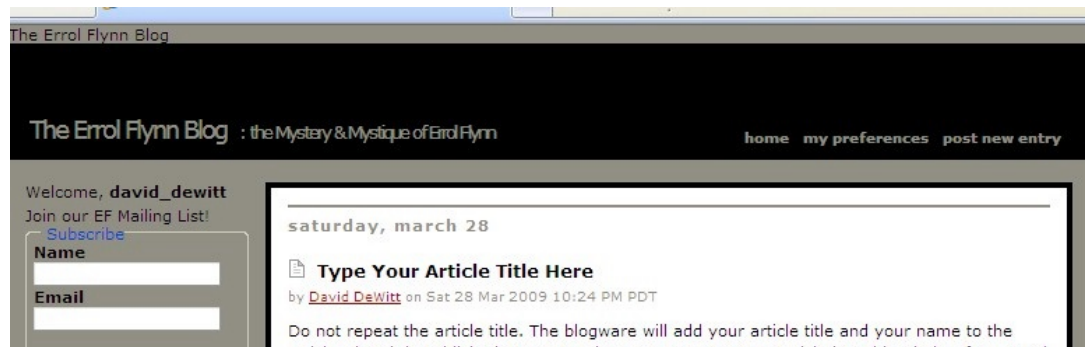 The Errol Flynn Blog
The Errol Flynn Blog : the Mystery & Mystique of Errol Flynn
home my preferences post new entry
Welcome, david_dewitt
Join our EF Mailing List!
Subscribe
Name
Email
saturday, march 28
Type Your Article Title Here
by David DeWitt on Sat 28 Mar 2009 10:24 PM PDT
Do not repeat the article title. The blogware will add your article title and your name to the